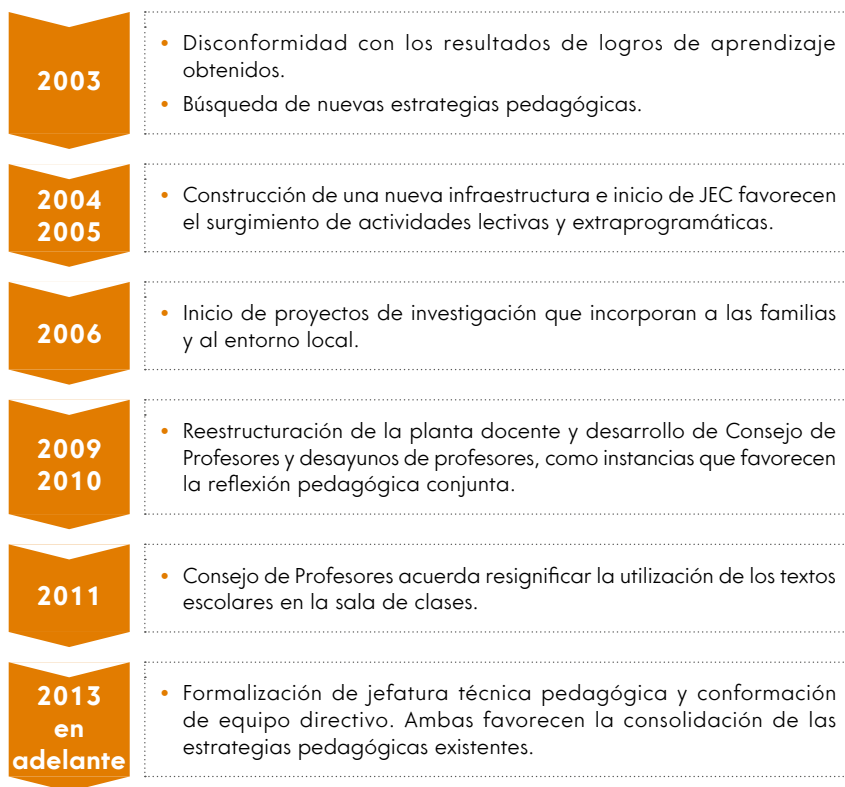 2003
• Disconformidad con los resultados de logros de aprendizaje
obtenidos.
• Búsqueda de nuevas estrategias pedagógicas.
2004
2005
• Construcción de una nueva infraestructura e inicio de JEC favorecen
el surgimiento de actividades lectivas y extraprogramáticas.
2006
• Inicio de proyectos de investigación que incorporan a las familias
y al entorno local.
2009
2010
• Reestructuración de la planta docente y desarrollo de Consejo de
Profesores y desayunos de profesores, como instancias que favorecen
la reflexión pedagógica conjunta.
2011
• Consejo de Profesores acuerda resignificar la utilización de los textos
escolares en la sala de clases.
2013
en
adelante
• Formalización de jefatura técnica pedagógica y conformación
de equipo directivo. Ambas favorecen la consolidación de las
estrategias pedagógicas existentes.